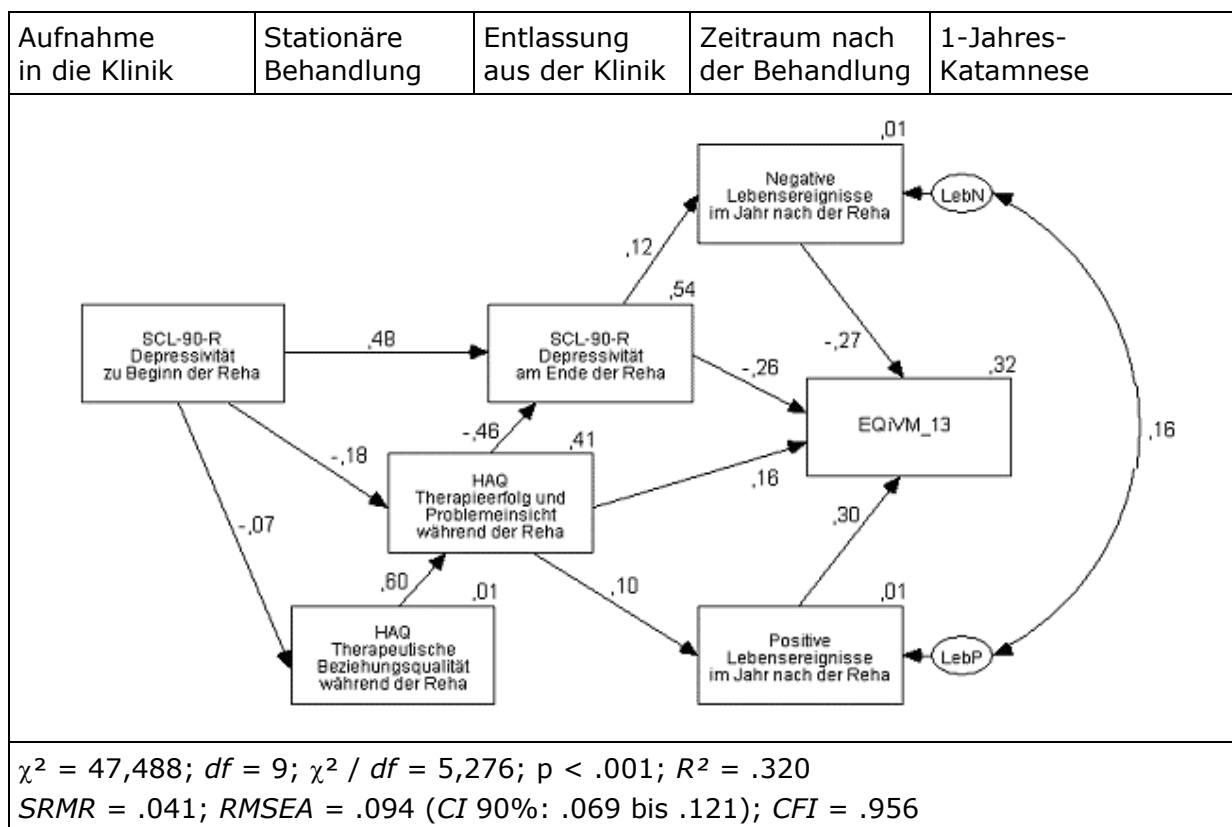 Aufnahme
in die Klinik
Stationäre
Behandlung
Entlassung
aus der Klinik
Zeitraum nach
der Behandlung
1-Jahres-
Katamnese
,01
Negative
Lebensereignisse
im Jahr nach der Reha
LebN
,12
,54
SCL-90-R
Depressivität
zu Beginn der Reha
,48
SCL-90-R
Depressivität
am Ende der Reha
-,27
-,26
,32
EQiVM_13
,16
-,18
-,46
,41
HAQ
Therapieerfolg und
Problemeinsicht
während der Reha
,16
-,07
,30
,60
,01
HAQ
Therapeutische
Beziehungsqualität
während der Reha
,10
,01
Positive
Lebensereignisse
im Jahr nach der Reha
LebP
χ² = 47,488; df = 9; χ² / df = 5,276; p < .001; R² = .320
SRMR = .041; RMSEA = .094 (CI 90%: .069 bis .121); CFI = .956